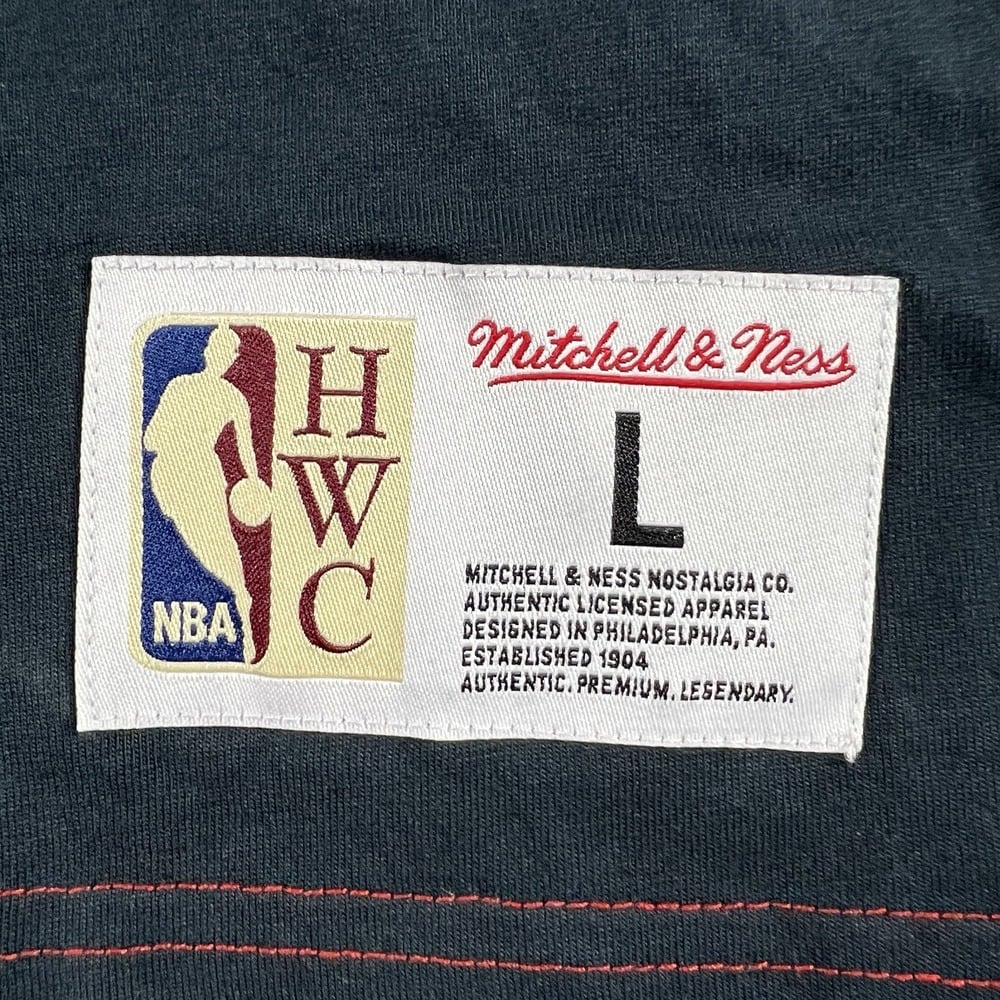 NBA
H
W
C
Mitchell & Ness
L
MITCHELL & NESS NOSTALGIA CO.
AUTHENTIC LICENSED APPAREL
DESIGNED IN PHILADELPHIA, PA.
ESTABLISHED 1904
AUTHENTIC. PREMIUM. LEGENDARY.